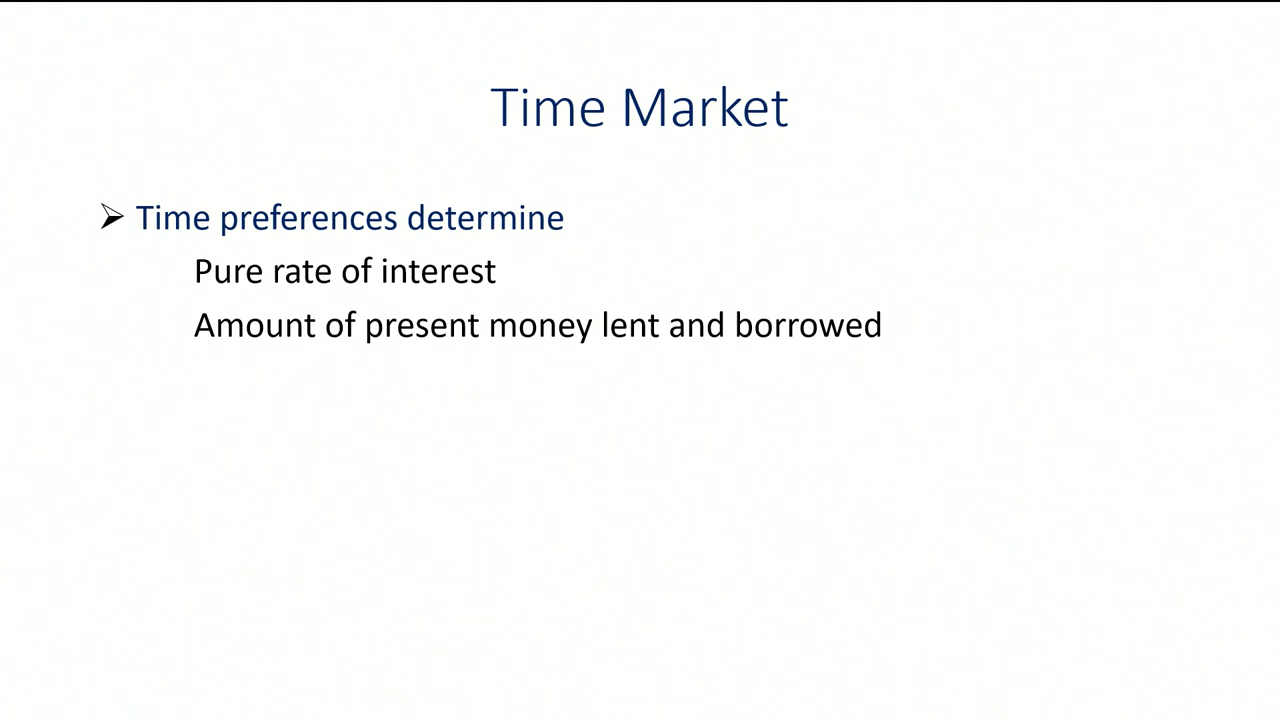 Time Market
➢ Time preferences determine
Pure rate of interest
Amount of present money lent and borrowed